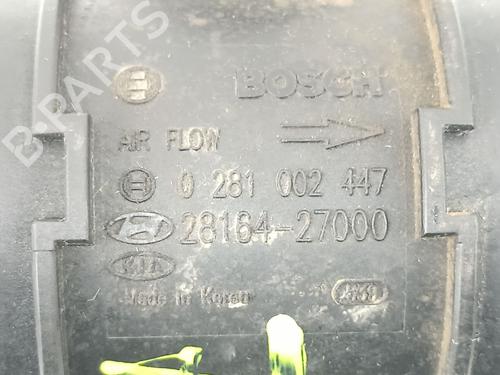 B PARTS
BOSCH
AIR FLOW
0 281 002 447
28164-27000
KIA
Made in Korea